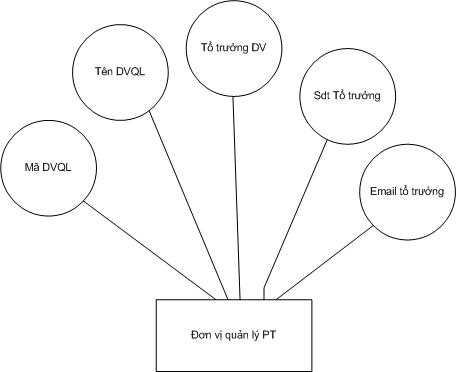 Tổ trưởng DV
Tên DVQL
Sdt Tổ trưởng
Mã DVQL
Email tổ trưởng
Đơn vị quản lý PT